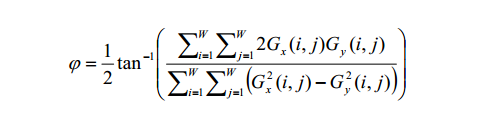 φ = 1/2 tan⁻¹( ∑_{i=1}^{W} ∑_{j=1}^{W} 2G_x(i, j)G_y(i, j) / ∑_{i=1}^{W} ∑_{j=1}^{W} (G_x²(i, j) − G_y²(i, j)) )